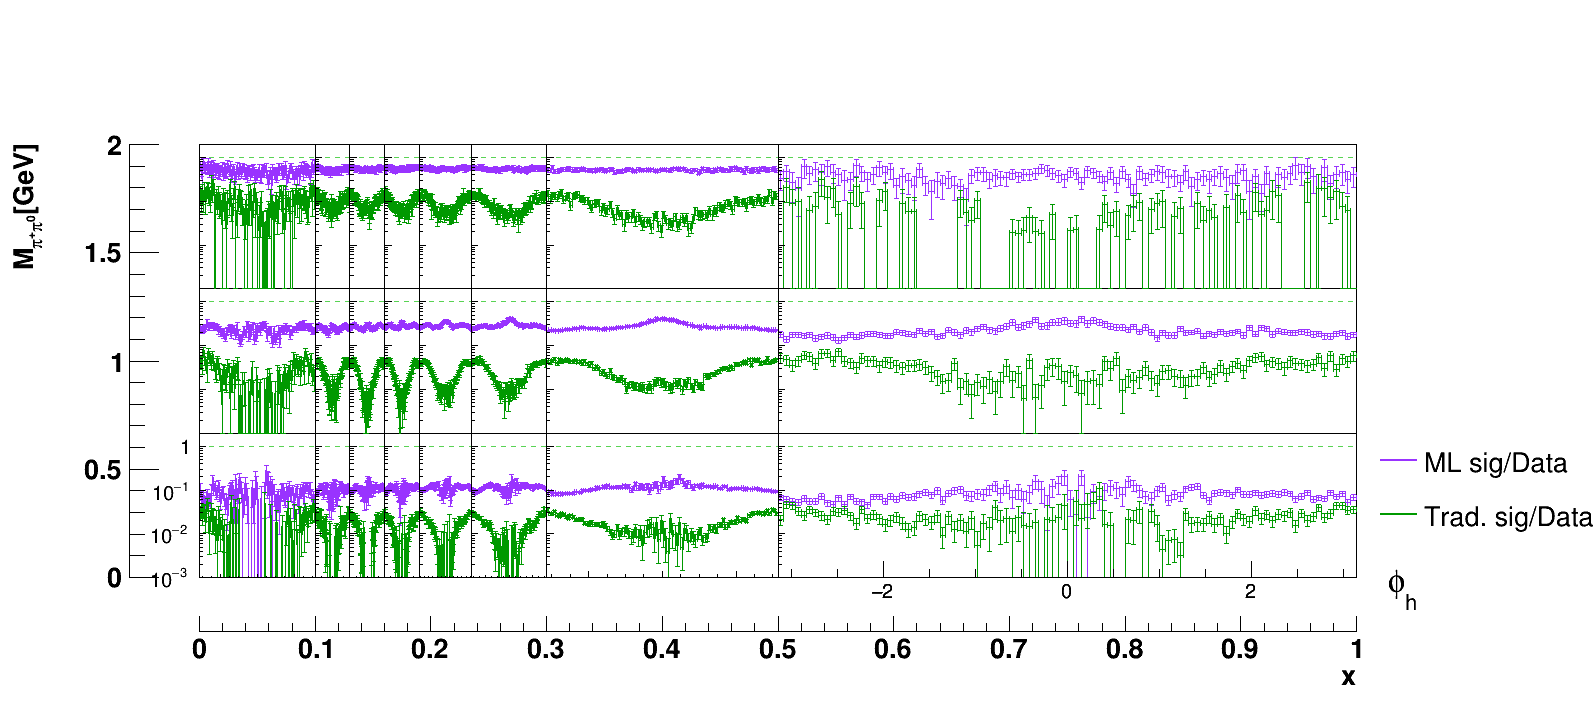 M_{π⁺π⁰}[GeV]
2
1.5
1
0.5
0
1
10⁻¹
10⁻²
10⁻³
−2 0 2
ϕ_h
0 0.1 0.2 0.3 0.4 0.5 0.6 0.7 0.8 0.9 1
x
ML sig/Data
Trad. sig/Data